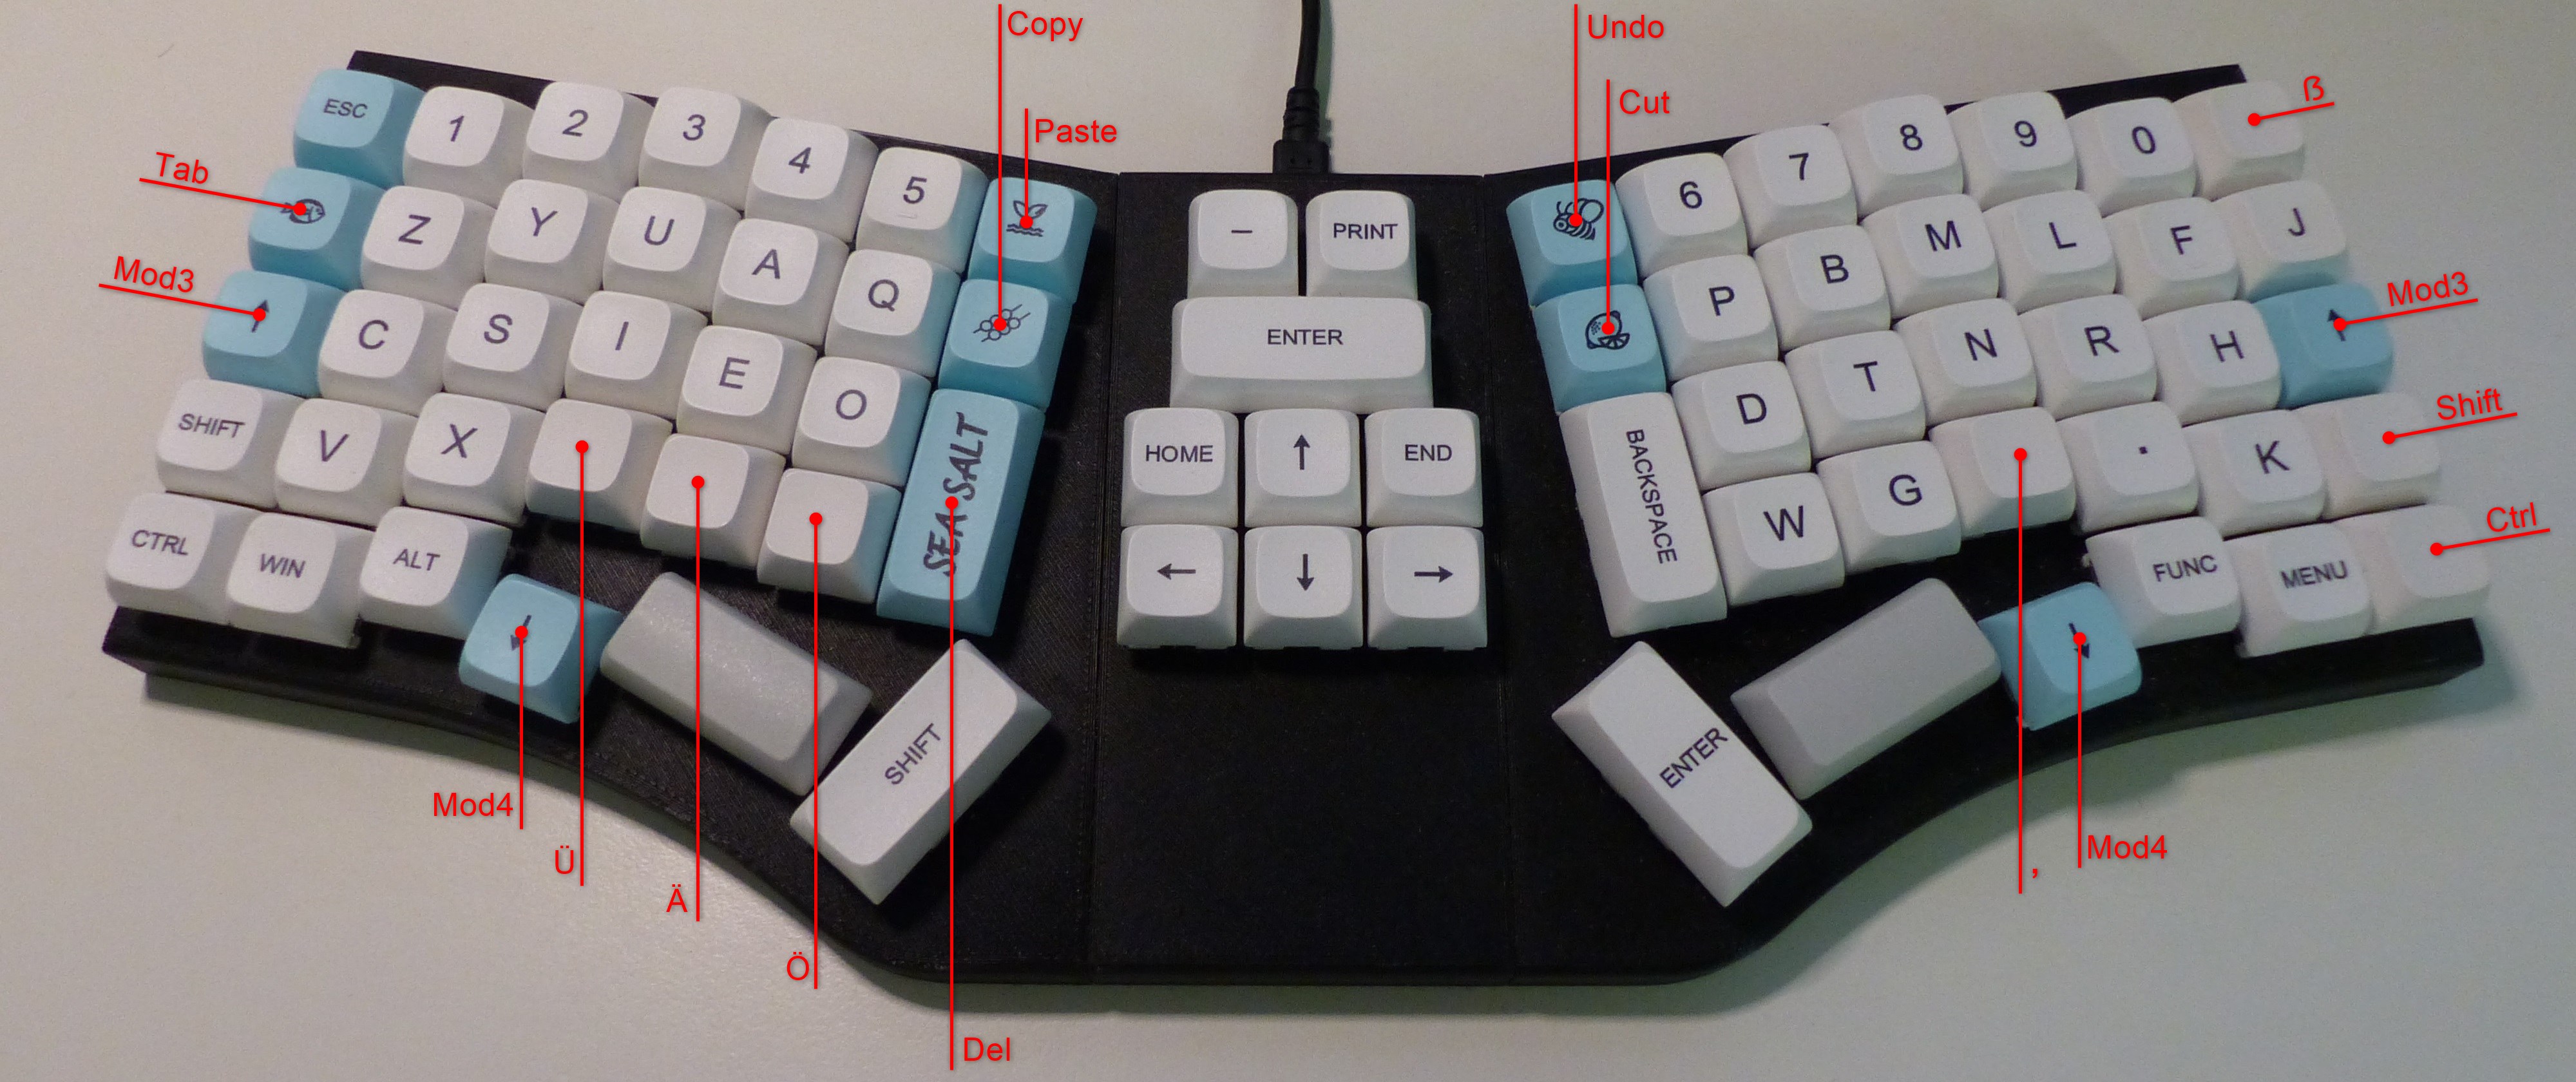 Copy
Undo
Paste
Cut
ß
Tab
Mod3
Mod3
Shift
Ctrl
ESC 1 2 3 4 5
Z Y U A Q
↑ C S I E O
SHIFT V X SEA SALT
CTRL WIN ALT
↓
SHIFT
– PRINT
ENTER
HOME ↑ END
← ↓ →
6 7 8 9 0
P B M L F J
D T N R H ↑
BACKSPACE W G . K
FUNC MENU
↓
ENTER
Mod4
Ü
Ä
Ö
Del
,
Mod4